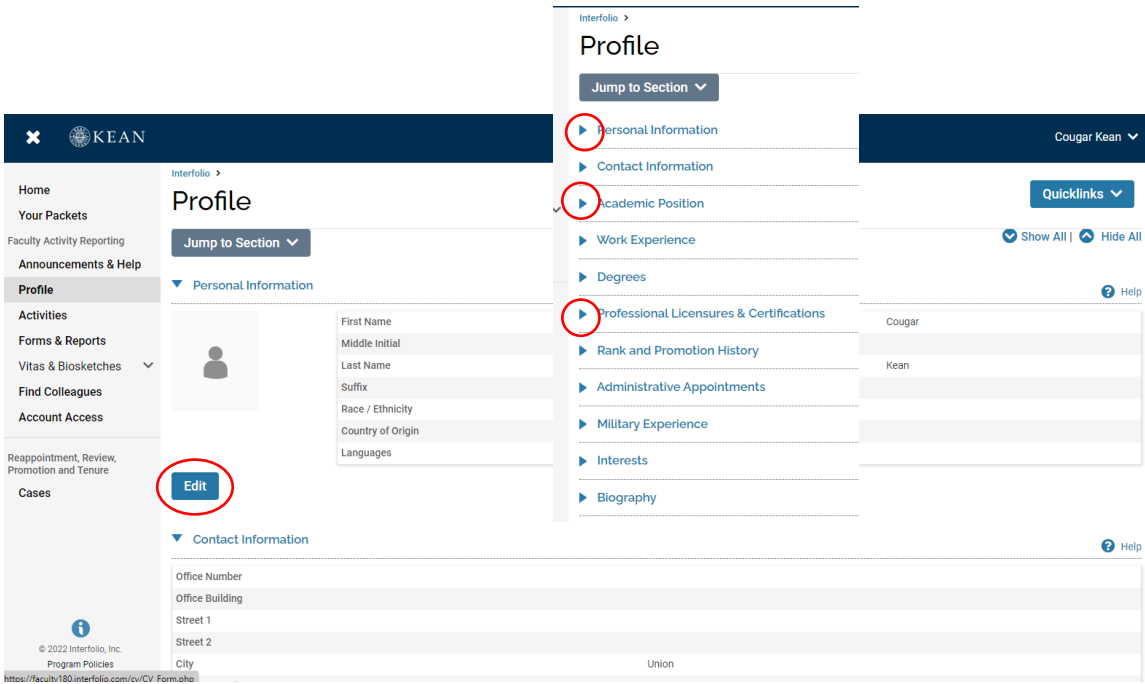 Interfolio >
Profile
Jump to Section
Personal Information
Contact Information
Academic Position
Work Experience
Degrees
Professional Licensures & Certifications
Rank and Promotion History
Administrative Appointments
Military Experience
Interests
Biography
KEAN
Cougar Kean
Home
Your Packets
Faculty Activity Reporting
Announcements & Help
Profile
Activities
Forms & Reports
Vitas & Biosketches
Find Colleagues
Account Access
Reappointment, Review,
Promotion and Tenure
Cases
© 2022 Interfolio, Inc.
Program Policies
https://faculty180.interfolio.com/cv/CV_Form.php
Interfolio >
Profile
Quicklinks
Jump to Section
Show All | Hide All
Personal Information
Help
First Name Cougar
Middle Initial
Last Name Kean
Suffix
Race / Ethnicity
Country of Origin
Languages
Edit
Contact Information
Help
Office Number
Office Building
Street 1
Street 2
City Union